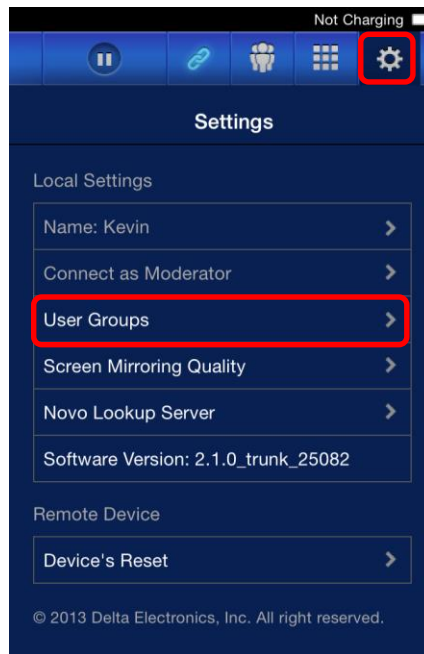 Not Charging
Settings
Local Settings
Name: Kevin
Connect as Moderator
User Groups
Screen Mirroring Quality
Novo Lookup Server
Software Version: 2.1.0_trunk_25082
Remote Device
Device's Reset
© 2013 Delta Electronics, Inc. All right reserved.